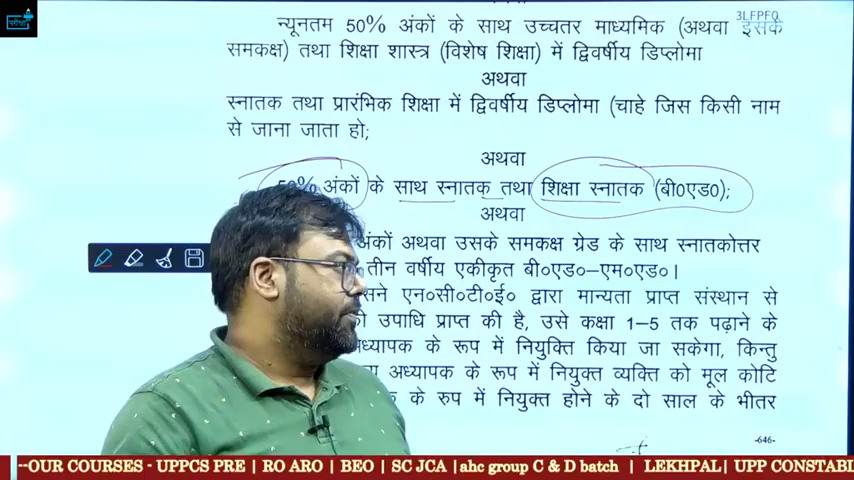 परीक्षा
3LFPFQ
न्यूनतम 50% अंकों के साथ उच्चतर माध्यमिक (अथवा इसके
समकक्ष) तथा शिक्षा शास्त्र (विशेष शिक्षा) में द्विवर्षीय डिप्लोमा
अथवा
स्नातक तथा प्रारंभिक शिक्षा में द्विवर्षीय डिप्लोमा (चाहे जिस किसी नाम
से जाना जाता हो;
अथवा
50% अंकों के साथ स्नातक तथा शिक्षा स्नातक (बी0एड0);
अथवा
अंकों अथवा उसके समकक्ष ग्रेड के साथ स्नातकोत्तर
तीन वर्षीय एकीकृत बी०एड०–एम०एड०।
एन०सी०टी०ई० द्वारा मान्यता प्राप्त संस्थान से
उपाधि प्राप्त की है, उसे कक्षा 1–5 तक पढ़ाने के
के रूप में नियुक्ति किया जा सकेगा, किन्तु
अध्यापक के रूप में नियुक्त व्यक्ति को मूल कोटि
के रुप में नियुक्त होने के दो साल के भीतर
-646-
--OUR COURSES - UPPCS PRE | RO ARO | BEO | SC JCA |ahc group C & D batch | LEKHPAL| UPP CONSTABL